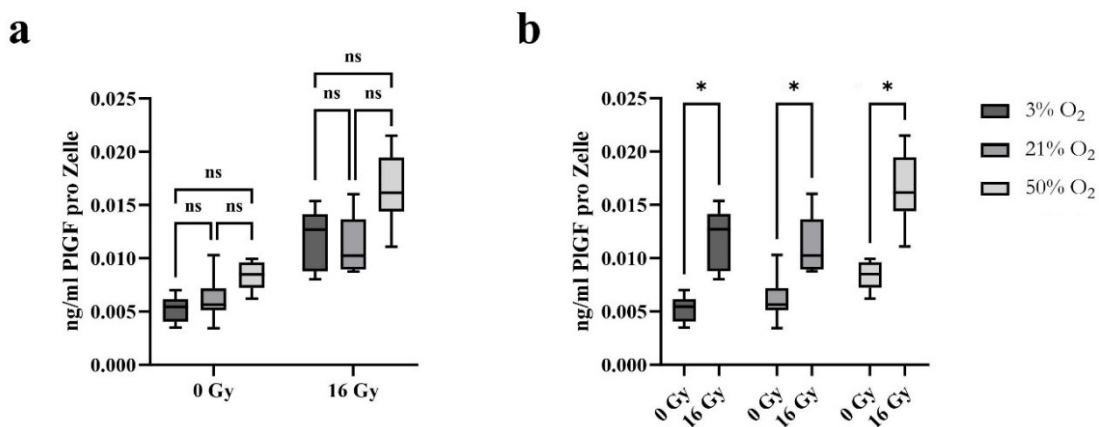 a
ng/ml PlGF pro Zelle
0.025
0.020
0.015
0.010
0.005
0.000
ns
ns
ns
ns
ns
ns
0 Gy
16 Gy
b
ng/ml PlGF pro Zelle
0.025
0.020
0.015
0.010
0.005
0.000
*
*
*
0 Gy
16 Gy
0 Gy
16 Gy
0 Gy
16 Gy
3% O₂
21% O₂
50% O₂